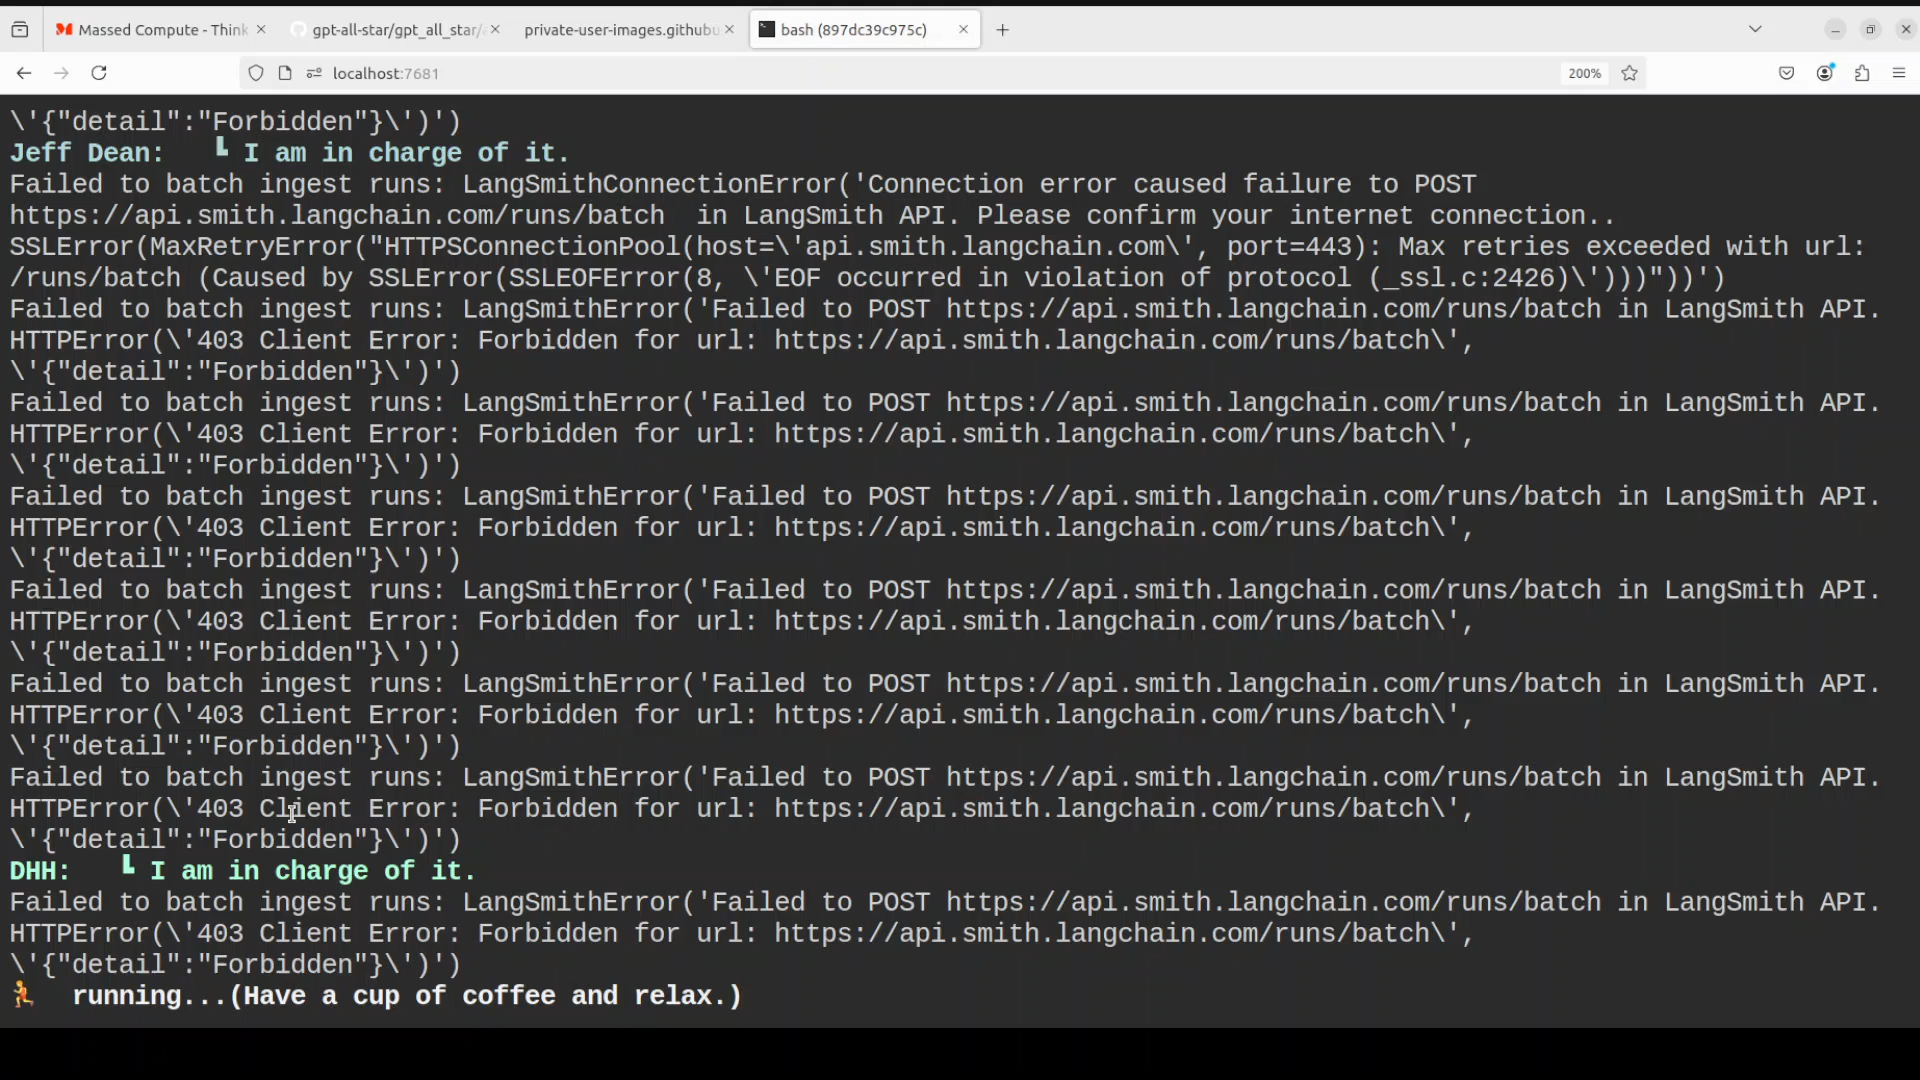 Massed Compute - Think
gpt-all-star/gpt_all_star/
private-user-images.githubu
bash (897dc39c975c)
localhost:7681
200%
\'{"detail":"Forbidden"}\')')
Jeff Dean: ┗ I am in charge of it.
Failed to batch ingest runs: LangSmithConnectionError('Connection error caused failure to POST
https://api.smith.langchain.com/runs/batch  in LangSmith API. Please confirm your internet connection..
SSLError(MaxRetryError("HTTPSConnectionPool(host=\'api.smith.langchain.com\', port=443): Max retries exceeded with url:
/runs/batch (Caused by SSLError(SSLEOFError(8, \'EOF occurred in violation of protocol (_ssl.c:2426)\')))"))')
Failed to batch ingest runs: LangSmithError('Failed to POST https://api.smith.langchain.com/runs/batch in LangSmith API.
HTTPError(\'403 Client Error: Forbidden for url: https://api.smith.langchain.com/runs/batch\',
\'{"detail":"Forbidden"}\')')
Failed to batch ingest runs: LangSmithError('Failed to POST https://api.smith.langchain.com/runs/batch in LangSmith API.
HTTPError(\'403 Client Error: Forbidden for url: https://api.smith.langchain.com/runs/batch\',
\'{"detail":"Forbidden"}\')')
Failed to batch ingest runs: LangSmithError('Failed to POST https://api.smith.langchain.com/runs/batch in LangSmith API.
HTTPError(\'403 Client Error: Forbidden for url: https://api.smith.langchain.com/runs/batch\',
\'{"detail":"Forbidden"}\')')
Failed to batch ingest runs: LangSmithError('Failed to POST https://api.smith.langchain.com/runs/batch in LangSmith API.
HTTPError(\'403 Client Error: Forbidden for url: https://api.smith.langchain.com/runs/batch\',
\'{"detail":"Forbidden"}\')')
Failed to batch ingest runs: LangSmithError('Failed to POST https://api.smith.langchain.com/runs/batch in LangSmith API.
HTTPError(\'403 Client Error: Forbidden for url: https://api.smith.langchain.com/runs/batch\',
\'{"detail":"Forbidden"}\')')
Failed to batch ingest runs: LangSmithError('Failed to POST https://api.smith.langchain.com/runs/batch in LangSmith API.
HTTPError(\'403 Client Error: Forbidden for url: https://api.smith.langchain.com/runs/batch\',
\'{"detail":"Forbidden"}\')')
DHH: ┗ I am in charge of it.
Failed to batch ingest runs: LangSmithError('Failed to POST https://api.smith.langchain.com/runs/batch in LangSmith API.
HTTPError(\'403 Client Error: Forbidden for url: https://api.smith.langchain.com/runs/batch\',
\'{"detail":"Forbidden"}\')')
🏃 running...(Have a cup of coffee and relax.)